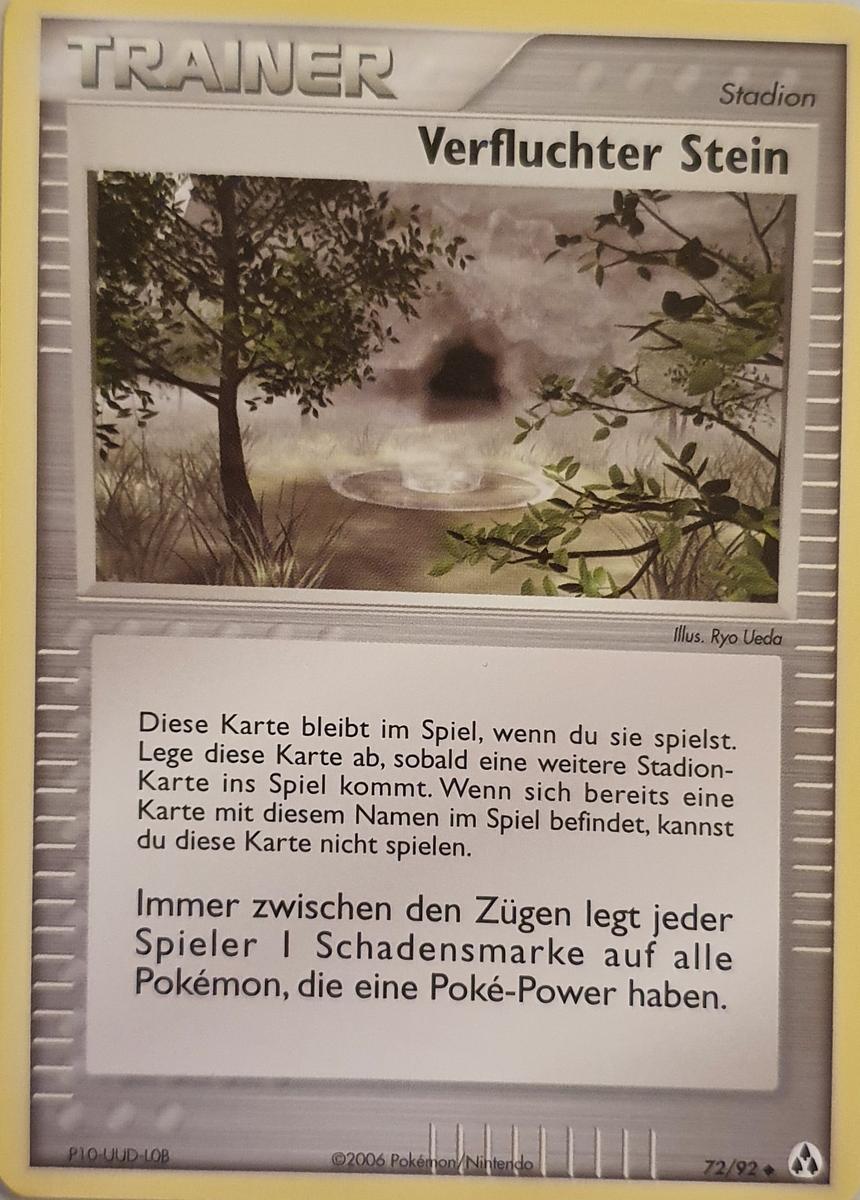 TRAINER
Stadion
Verfluchter Stein
Illus. Ryo Ueda
Diese Karte bleibt im Spiel, wenn du sie spielst.
Lege diese Karte ab, sobald eine weitere Stadion-
Karte ins Spiel kommt. Wenn sich bereits eine
Karte mit diesem Namen im Spiel befindet, kannst
du diese Karte nicht spielen.
Immer zwischen den Zügen legt jeder
Spieler 1 Schadensmarke auf alle
Pokémon, die eine Poké-Power haben.
P10-UUD-L0B
©2006 Pokémon/Nintendo
72/92